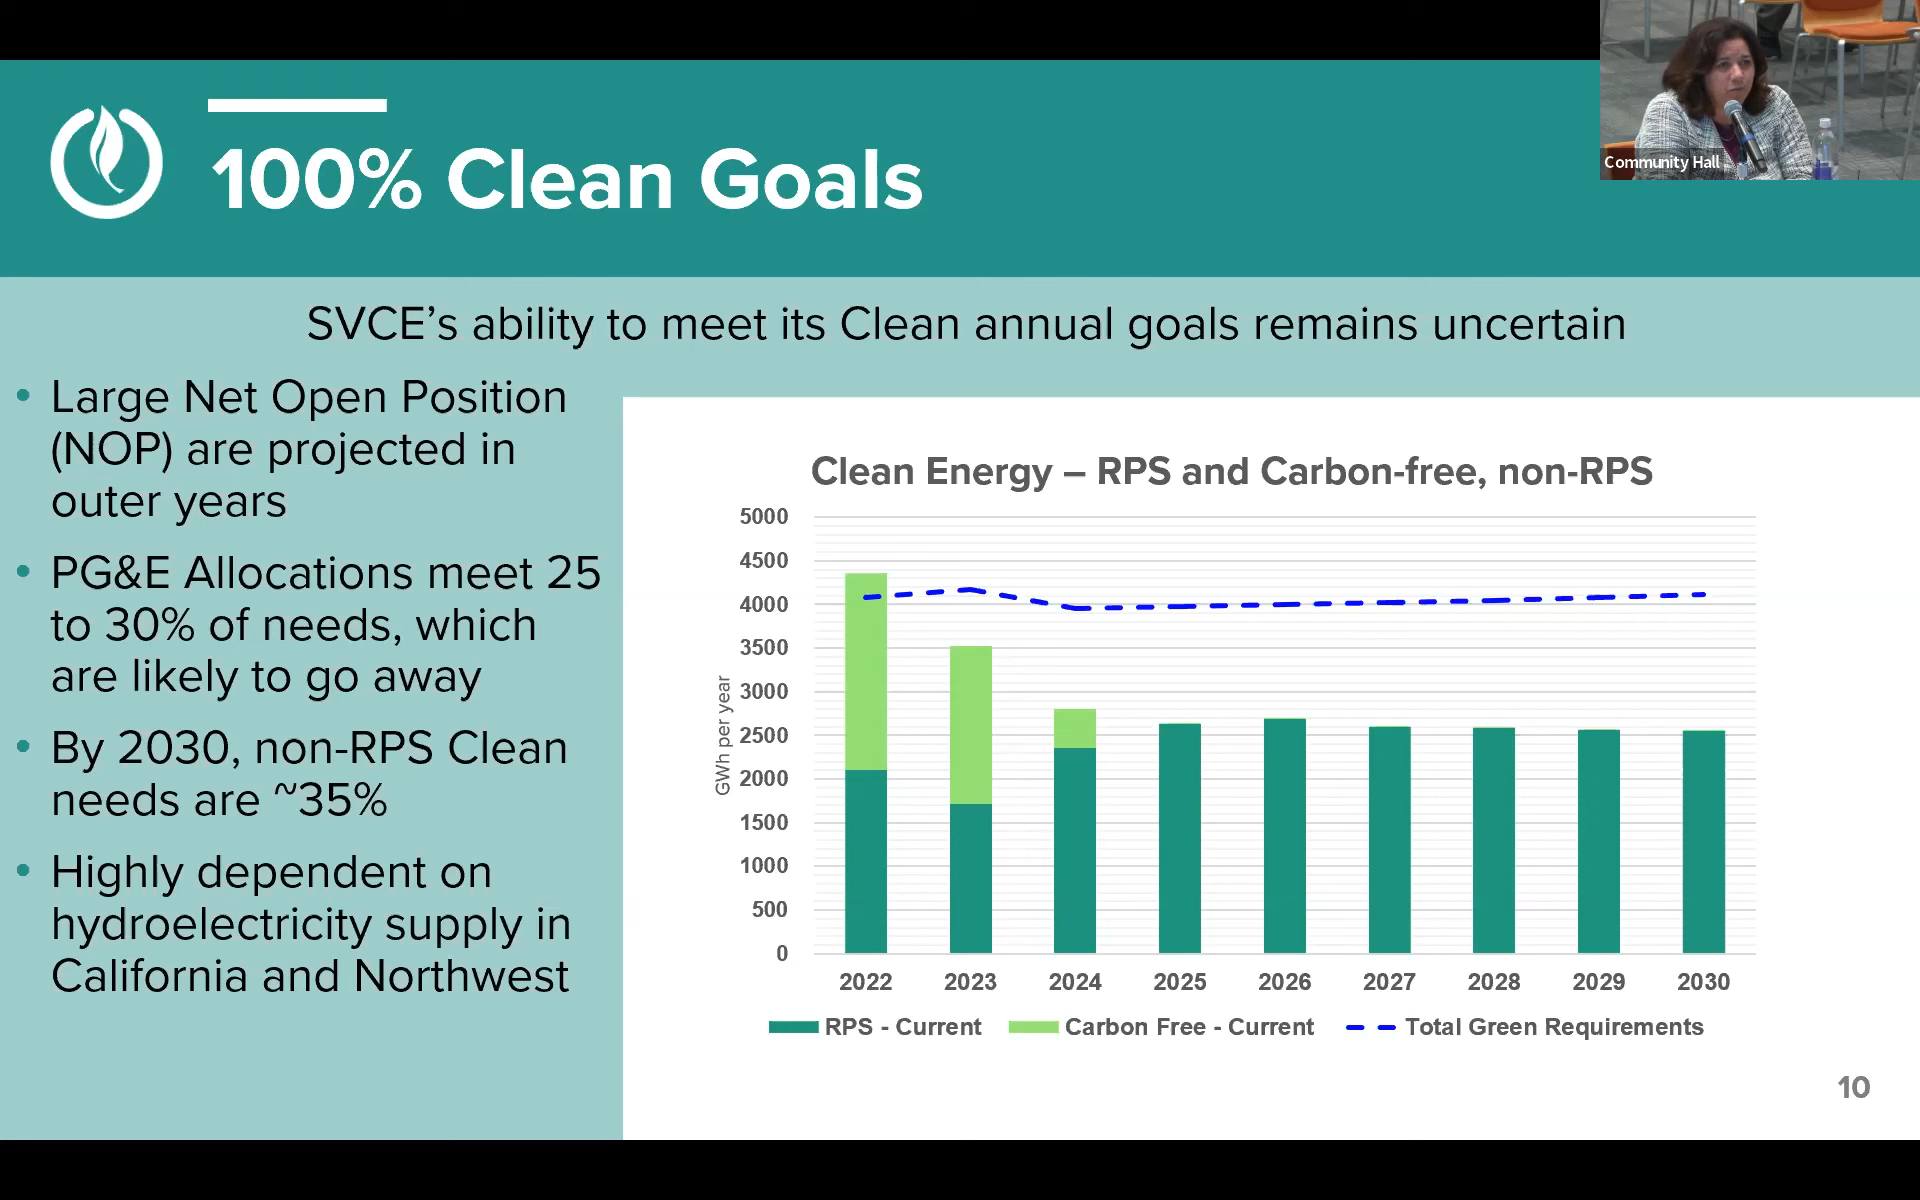 Community Hall
100% Clean Goals
SVCE’s ability to meet its Clean annual goals remains uncertain
• Large Net Open Position
(NOP) are projected in
outer years
• PG&E Allocations meet 25
to 30% of needs, which
are likely to go away
• By 2030, non-RPS Clean
needs are ~35%
• Highly dependent on
hydroelectricity supply in
California and Northwest
Clean Energy – RPS and Carbon-free, non-RPS
GWh per year
5000
4500
4000
3500
3000
2500
2000
1500
1000
500
0
2022 2023 2024 2025 2026 2027 2028 2029 2030
RPS - Current Carbon Free - Current Total Green Requirements
10